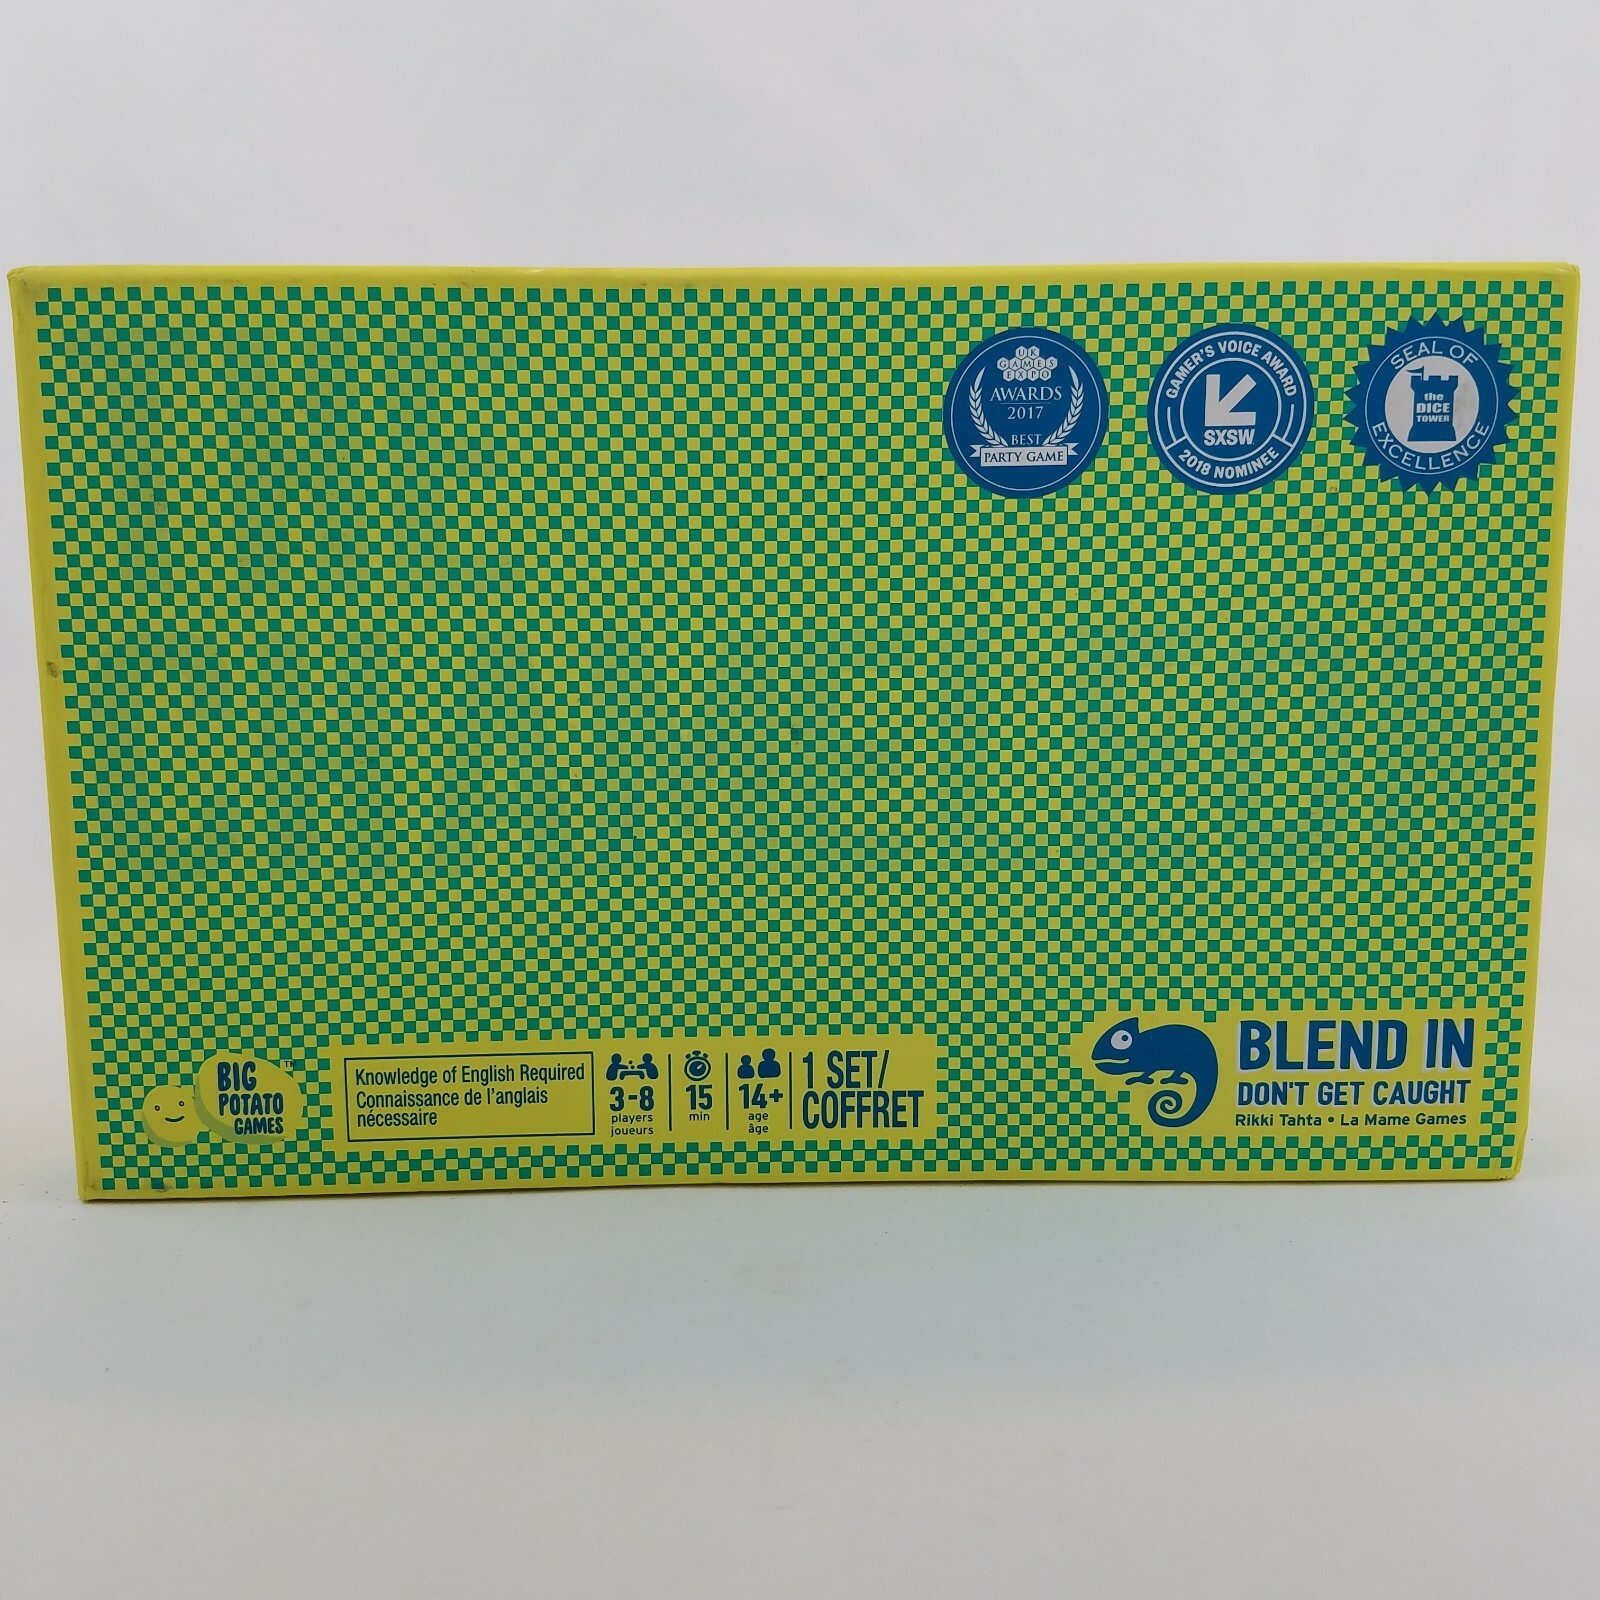 UK
GAMES
EXPO
AWARDS
2017
BEST
PARTY GAME
GAMER'S VOICE AWARD
SXSW
2018 NOMINEE
SEAL OF
the
DICE
TOWER
EXCELLENCE
BIG
POTATO
GAMES
TM
Knowledge of English Required
Connaissance de l'anglais
nécessaire
3-8
players
joueurs
15
min
14+
age
âge
1 SET/
COFFRET
BLEND IN
DON'T GET CAUGHT
Rikki Tahta • La Mame Games